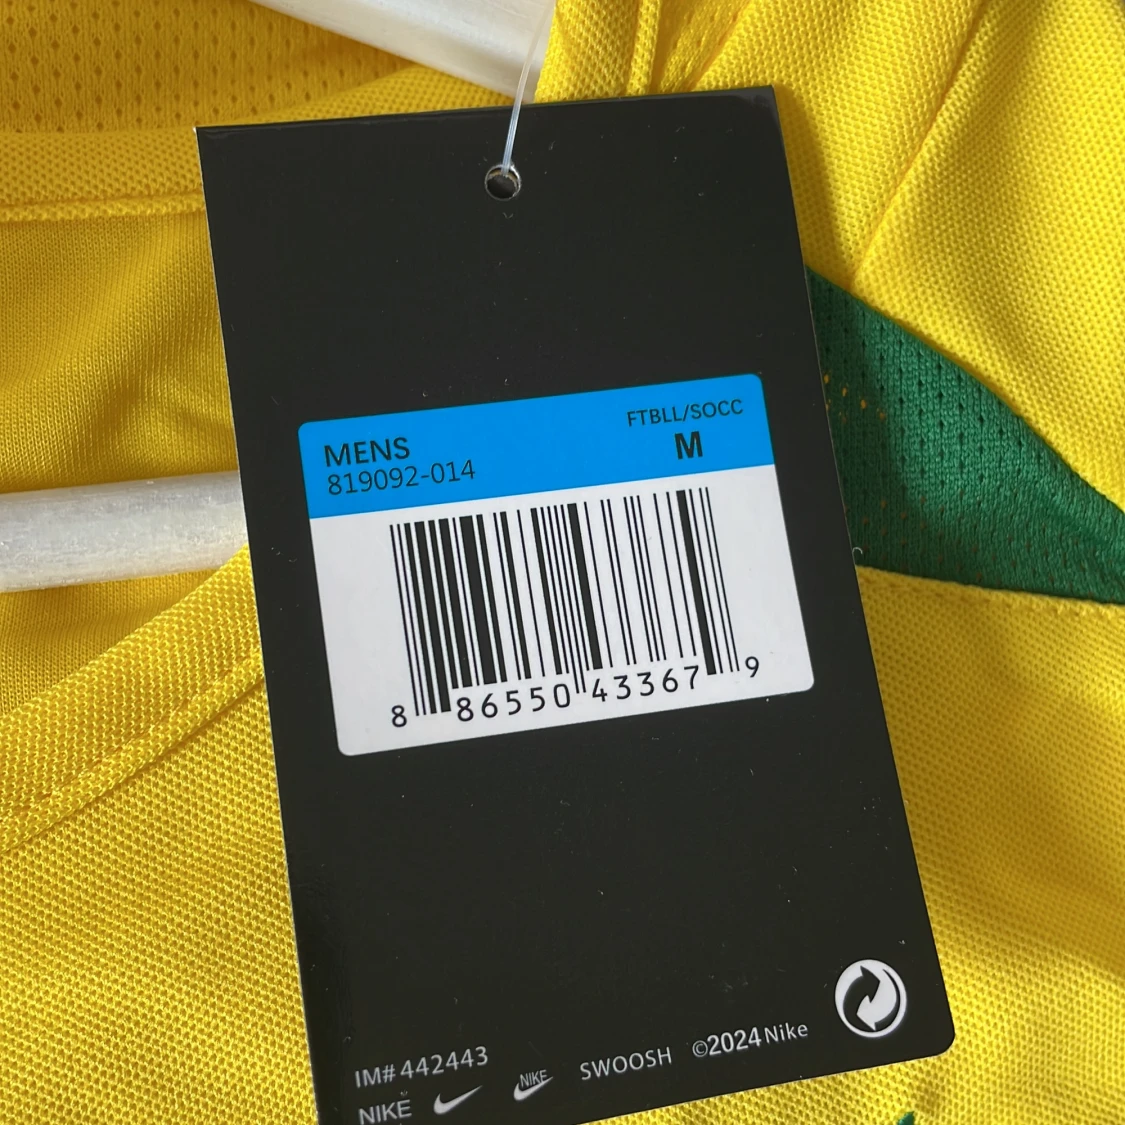 FTBLL/SOCC
MENS M
819092-014
8 86550 43367 9
IM# 442443
NIKE NIKE SWOOSH ©2024 Nike